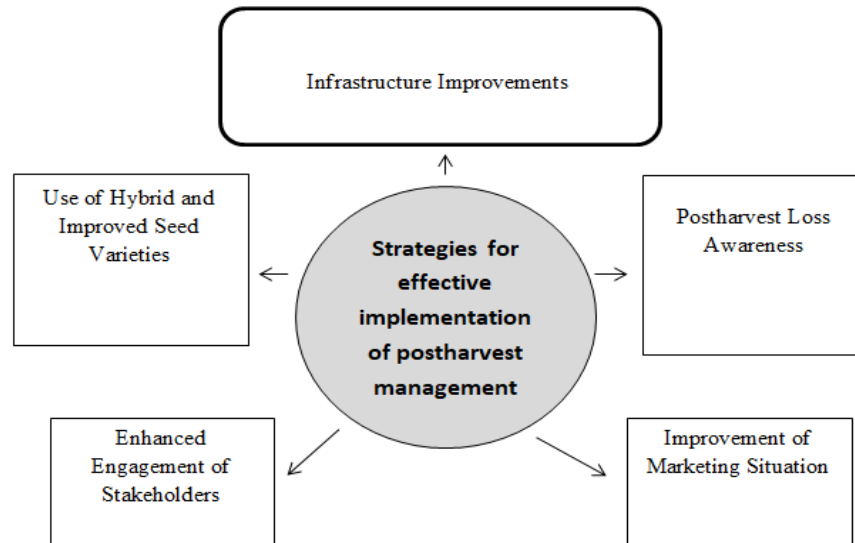 Infrastructure Improvements
Use of Hybrid and
Improved Seed
Varieties
Postharvest Loss
Awareness
Strategies for
effective
implementation
of postharvest
management
Enhanced
Engagement of
Stakeholders
Improvement of
Marketing Situation